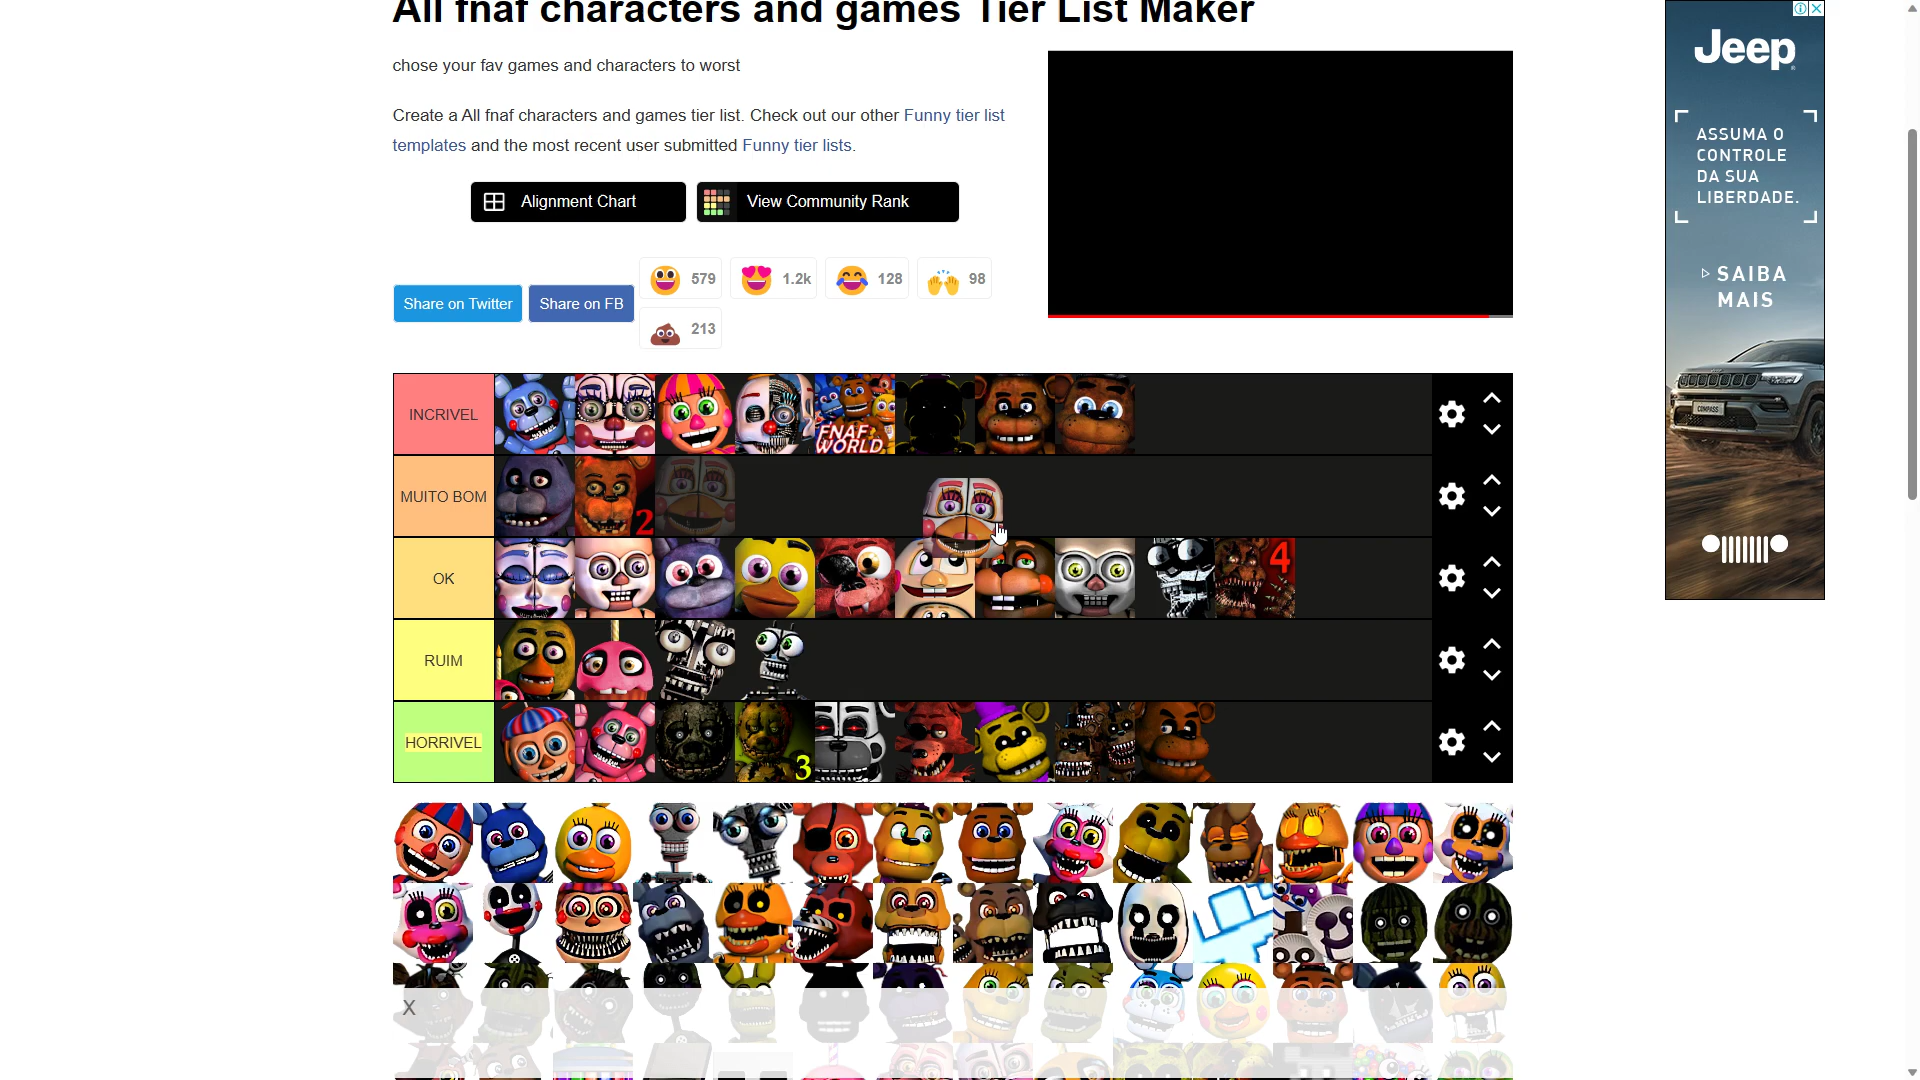 All fnaf characters and games Tier List Maker
chose your fav games and characters to worst
Create a All fnaf characters and games tier list. Check out our other Funny tier list
templates and the most recent user submitted Funny tier lists.
Alignment Chart
View Community Rank
Share on Twitter
Share on FB
579
1.2k
128
98
213
INCRIVEL
FNAF
WORLD
MUITO BOM
2
OK
4
RUIM
HORRIVEL
3
X
Jeep
ASSUMA O
CONTROLE
DA SUA
LIBERDADE.
SAIBA
MAIS
COMPASS